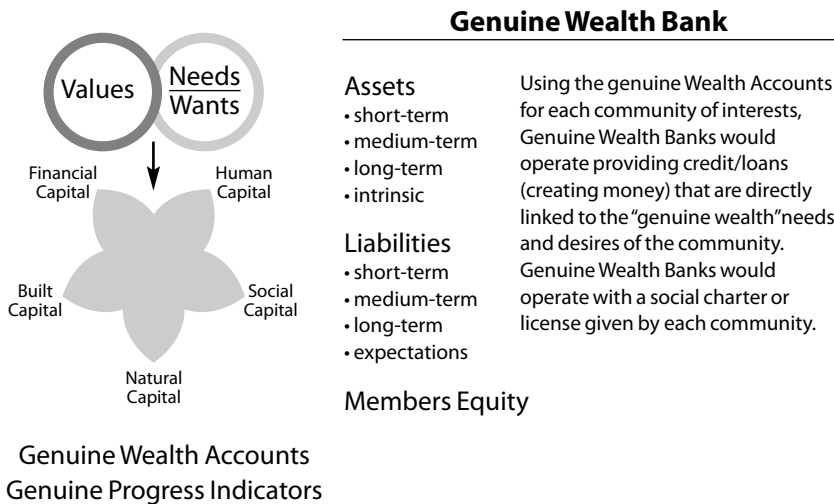 Genuine Wealth Bank
Values
Needs
Wants
Financial
Capital
Human
Capital
Built
Capital
Social
Capital
Natural
Capital
Genuine Wealth Accounts
Genuine Progress Indicators
Assets
• short-term
• medium-term
• long-term
• intrinsic
Liabilities
• short-term
• medium-term
• long-term
• expectations
Members Equity
Using the genuine Wealth Accounts
for each community of interests,
Genuine Wealth Banks would
operate providing credit/loans
(creating money) that are directly
linked to the “genuine wealth” needs
and desires of the community.
Genuine Wealth Banks would
operate with a social charter or
license given by each community.